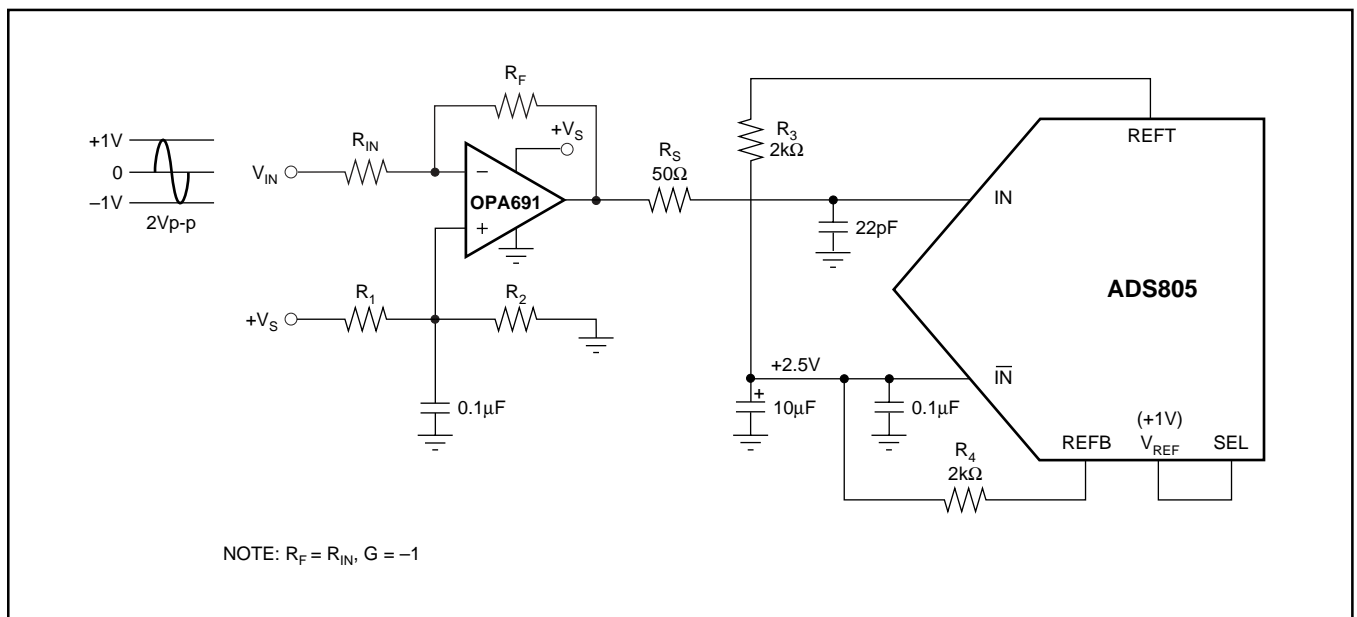 R_F
+V_S
+1V
R_IN
R_3
2kΩ
REFT
R_S
50Ω
0
V_IN
−
OPA691
IN
–1V
2Vp-p
+
22pF
ADS805
R_1
R_2
+V_S
+2.5V
IN
+
10µF
0.1µF
0.1µF
(+1V)
REFB
V_REF
SEL
R_4
2kΩ
NOTE: R_F = R_IN, G = –1